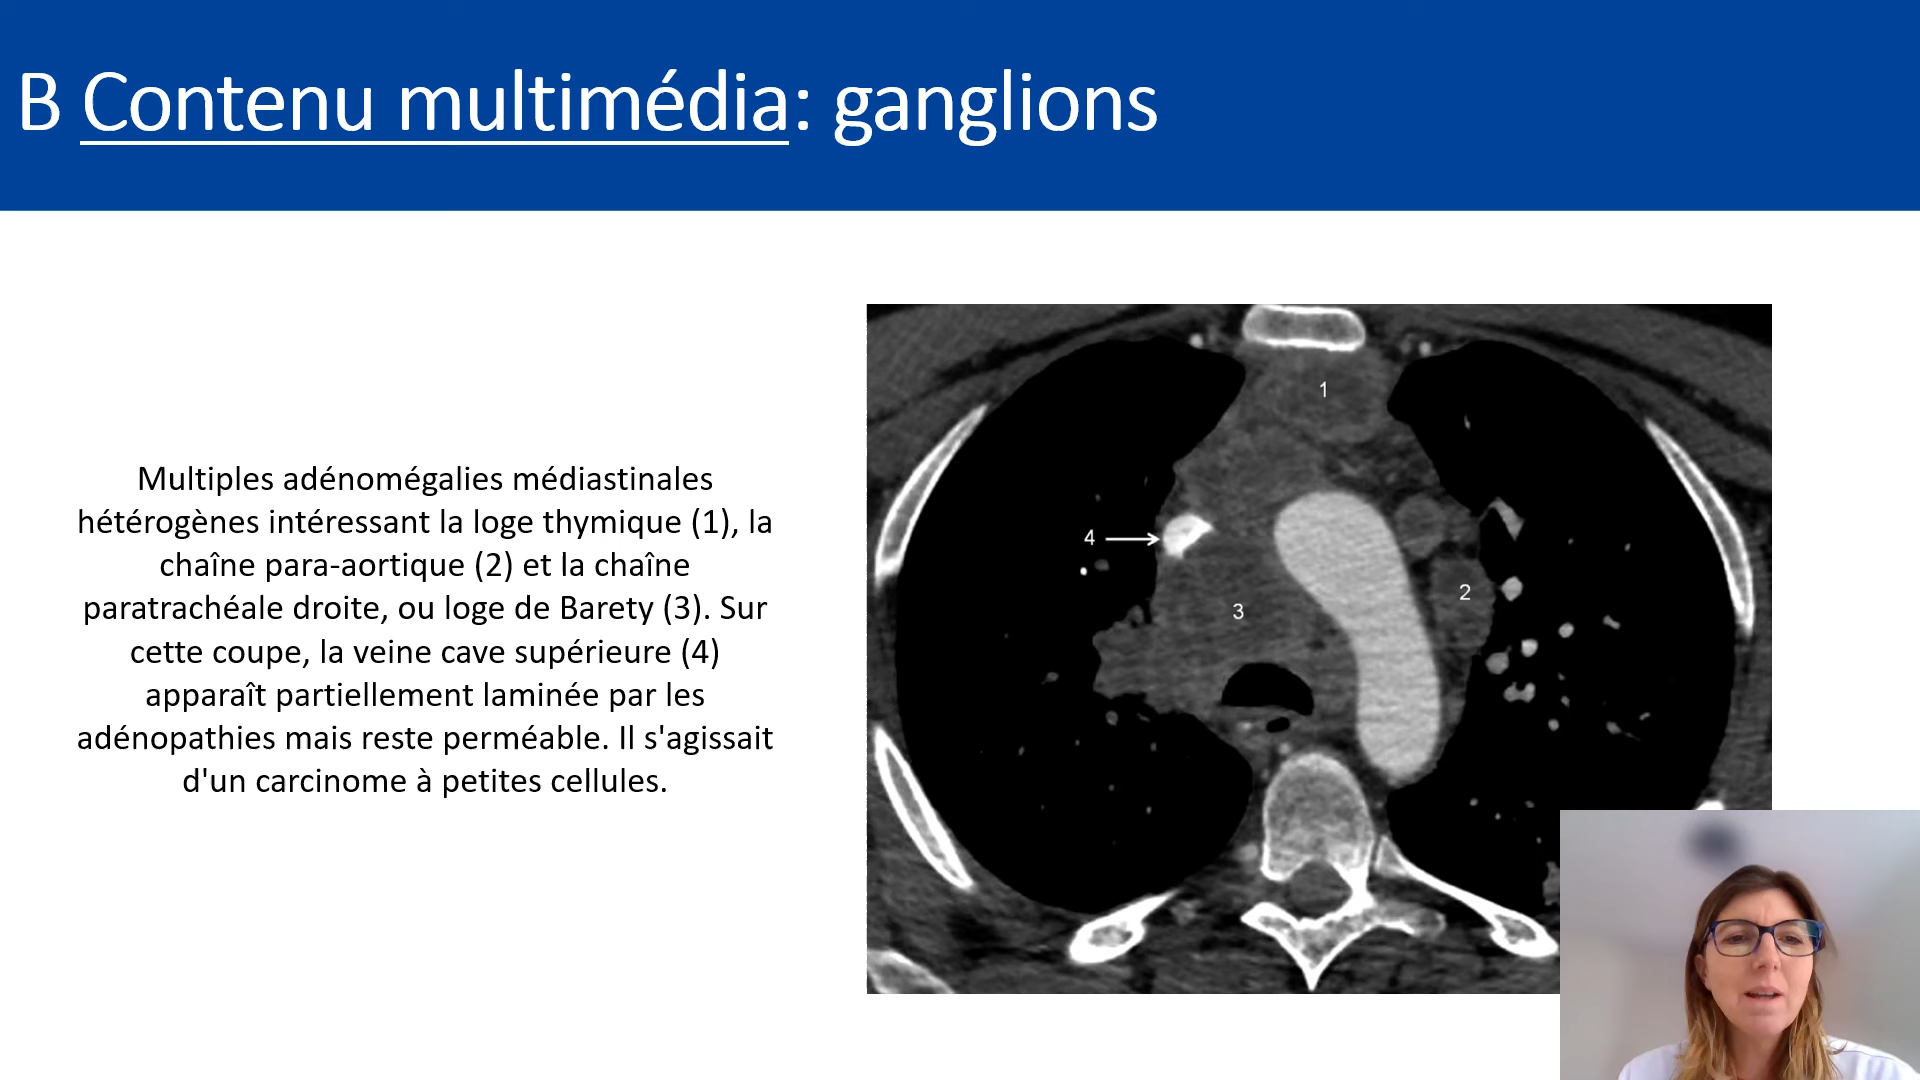 B Contenu multimédia: ganglions
Multiples adénomégalies médiastinales
hétérogènes intéressant la loge thymique (1), la
chaîne para-aortique (2) et la chaîne
paratrachéale droite, ou loge de Barety (3). Sur
cette coupe, la veine cave supérieure (4)
apparaît partiellement laminée par les
adénopathies mais reste perméable. Il s'agissait
d'un carcinome à petites cellules.
1
4
2
3